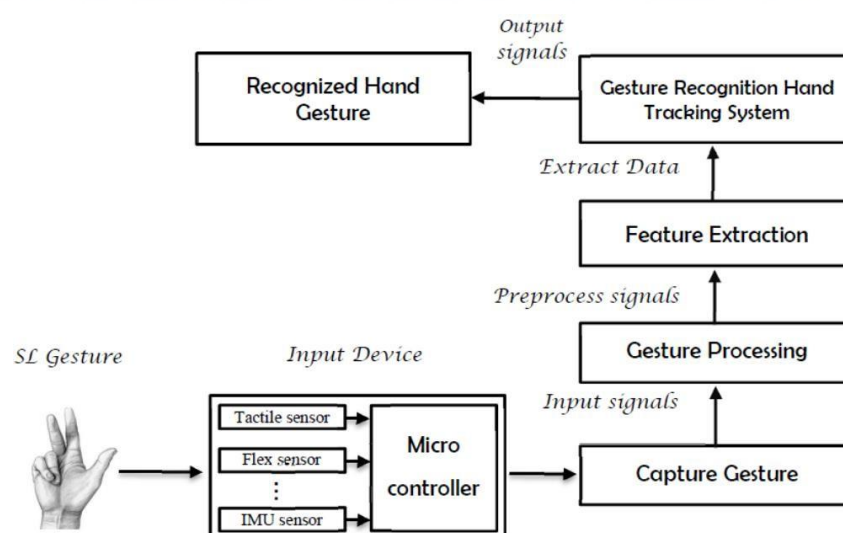 Output
signals
Recognized Hand
Gesture
Gesture Recognition Hand
Tracking System
Extract Data
Feature Extraction
Preprocess signals
SL Gesture
Input Device
Gesture Processing
Input signals
Tactile sensor
Flex sensor
⋮
IMU sensor
Micro
controller
Capture Gesture